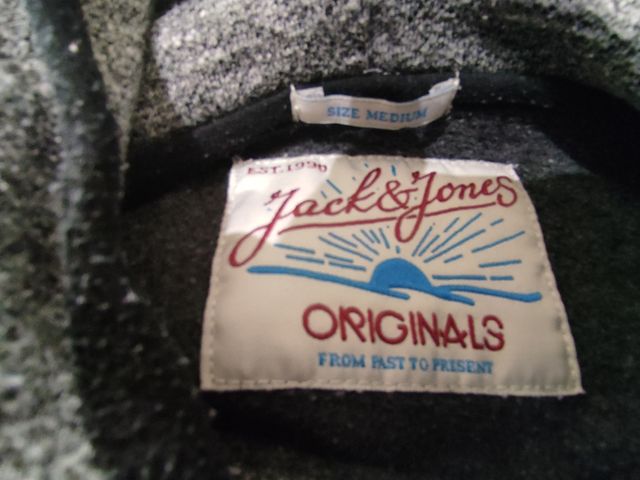 SIZE MEDIUM
EST. 1990
Jack & Jones
ORIGINALS
FROM PAST TO PRESENT